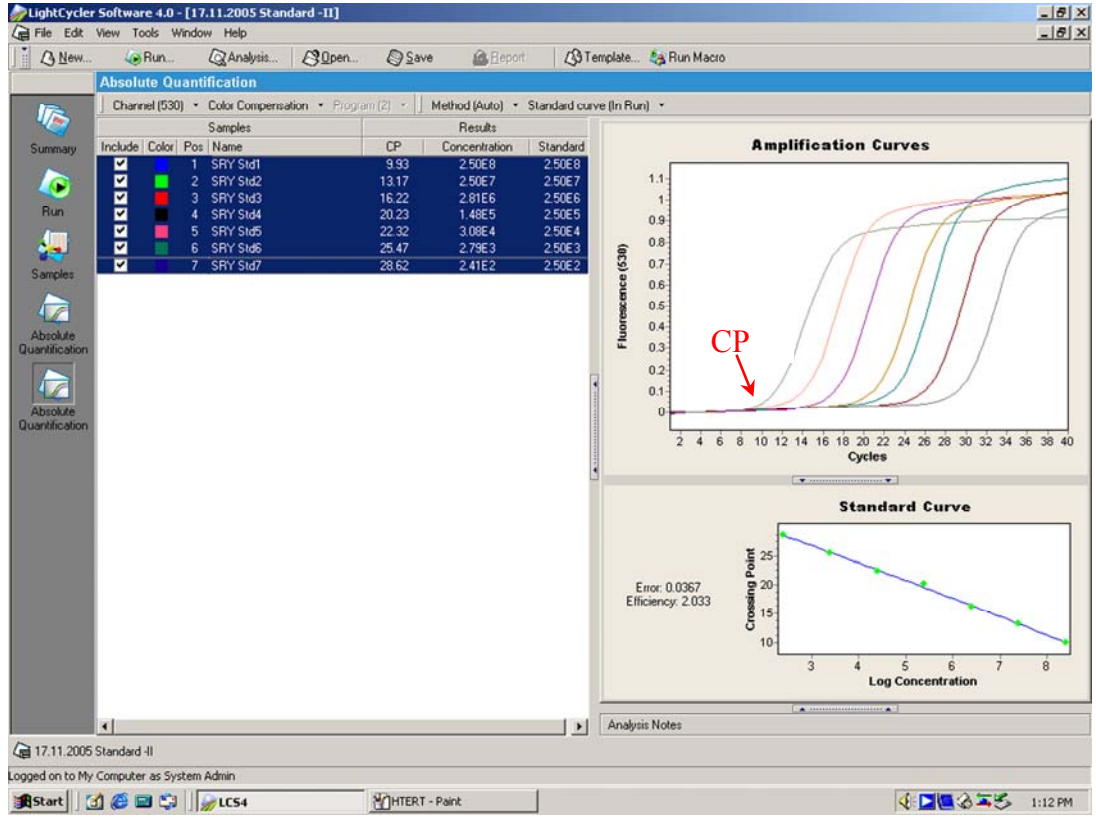 LightCycler Software 4.0 - [17.11.2005 Standard -II]
File Edit View Tools Window Help
New... Run... Analysis... Open... Save Report Template... Run Macro
Absolute Quantification
Channel (530) Color Compensation Program (2) Method (Auto) Standard curve (In Run)
Summary
Run
Samples
Absolute
Quantification
Absolute
Quantification
Samples Results
Include Color Pos Name CP Concentration Standard
1 SRY Std1 9.93 2.50E8 2.50E8
2 SRY Std2 13.17 2.50E7 2.50E7
3 SRY Std3 16.22 2.81E6 2.50E6
4 SRY Std4 20.23 1.48E5 2.50E5
5 SRY Std5 22.32 3.08E4 2.50E4
6 SRY Std6 25.47 2.79E3 2.50E3
7 SRY Std7 28.62 2.41E2 2.50E2
Amplification Curves
1.1
1
0.9
0.8
0.7
0.6
0.5
0.4
0.3
0.2
0.1
0
Fluorescence (530)
CP
2 4 6 8 10 12 14 16 18 20 22 24 26 28 30 32 34 36 38 40
Cycles
Standard Curve
Error: 0.0367
Efficiency: 2.033
Crossing Point
25
20
15
10
3 4 5 6 7 8
Log Concentration
Analysis Notes
17.11.2005 Standard -II
Logged on to My Computer as System Admin
Start LCS4 HTERT - Paint 1:12 PM